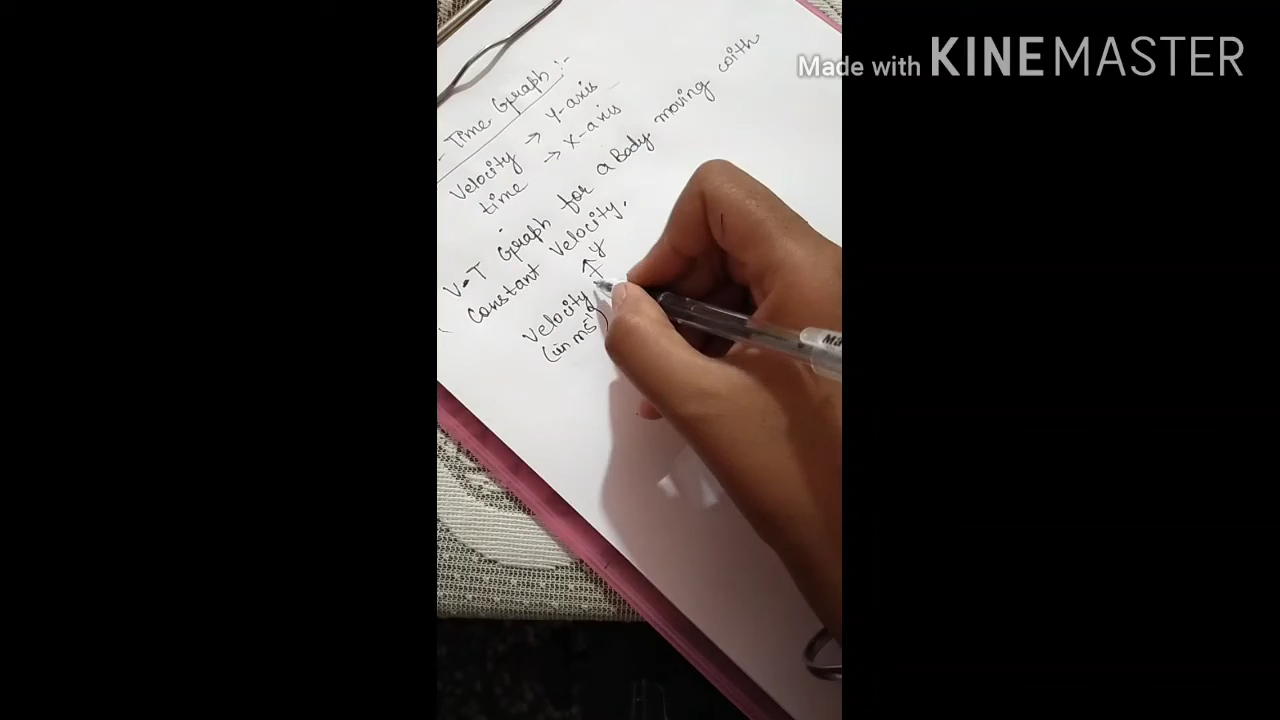 Made with KINEMASTER
- Time Graph :-
Velocity → Y-axis
time → X-axis
V-T Graph for a Body moving with
Constant Velocity.
y
Velocity
(in ms⁻¹)
Ma